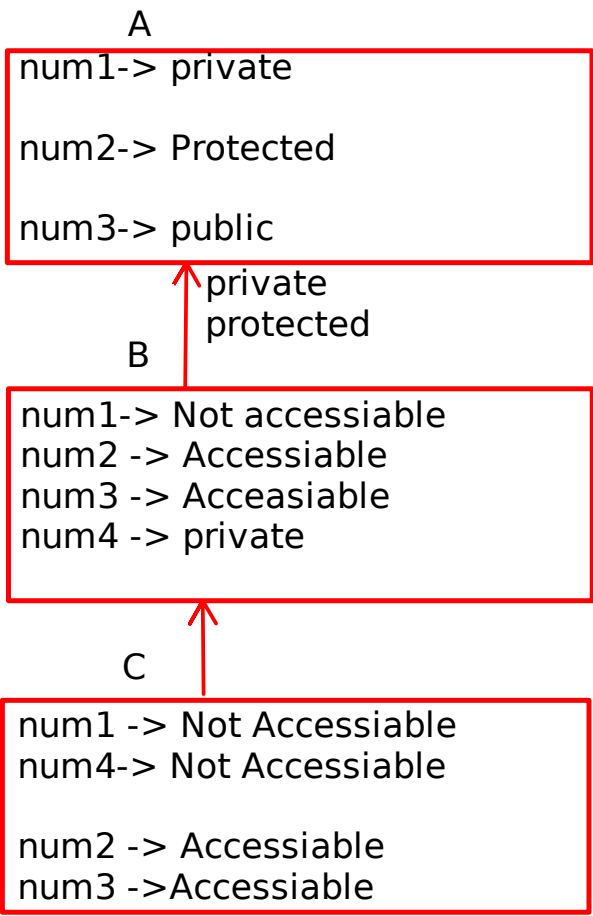 A
num1-> private
num2-> Protected
num3-> public
private
protected
B
num1-> Not accessiable
num2 -> Accessiable
num3 -> Acceasiable
num4 -> private
C
num1 -> Not Accessiable
num4-> Not Accessiable
num2 -> Accessiable
num3 ->Accessiable